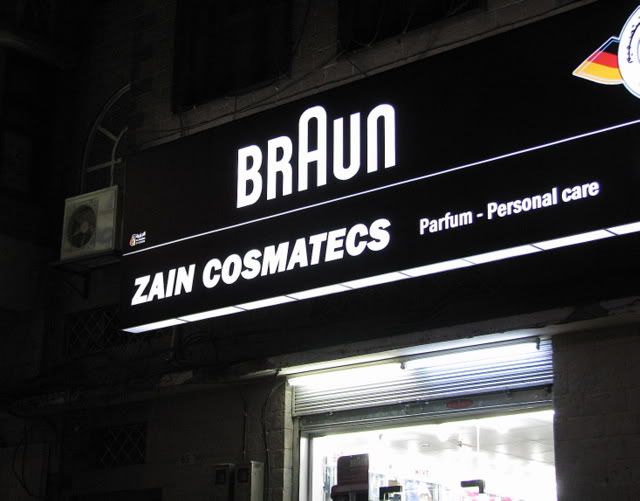 BRAUN
ZAIN COSMATECS
Parfum - Personal care